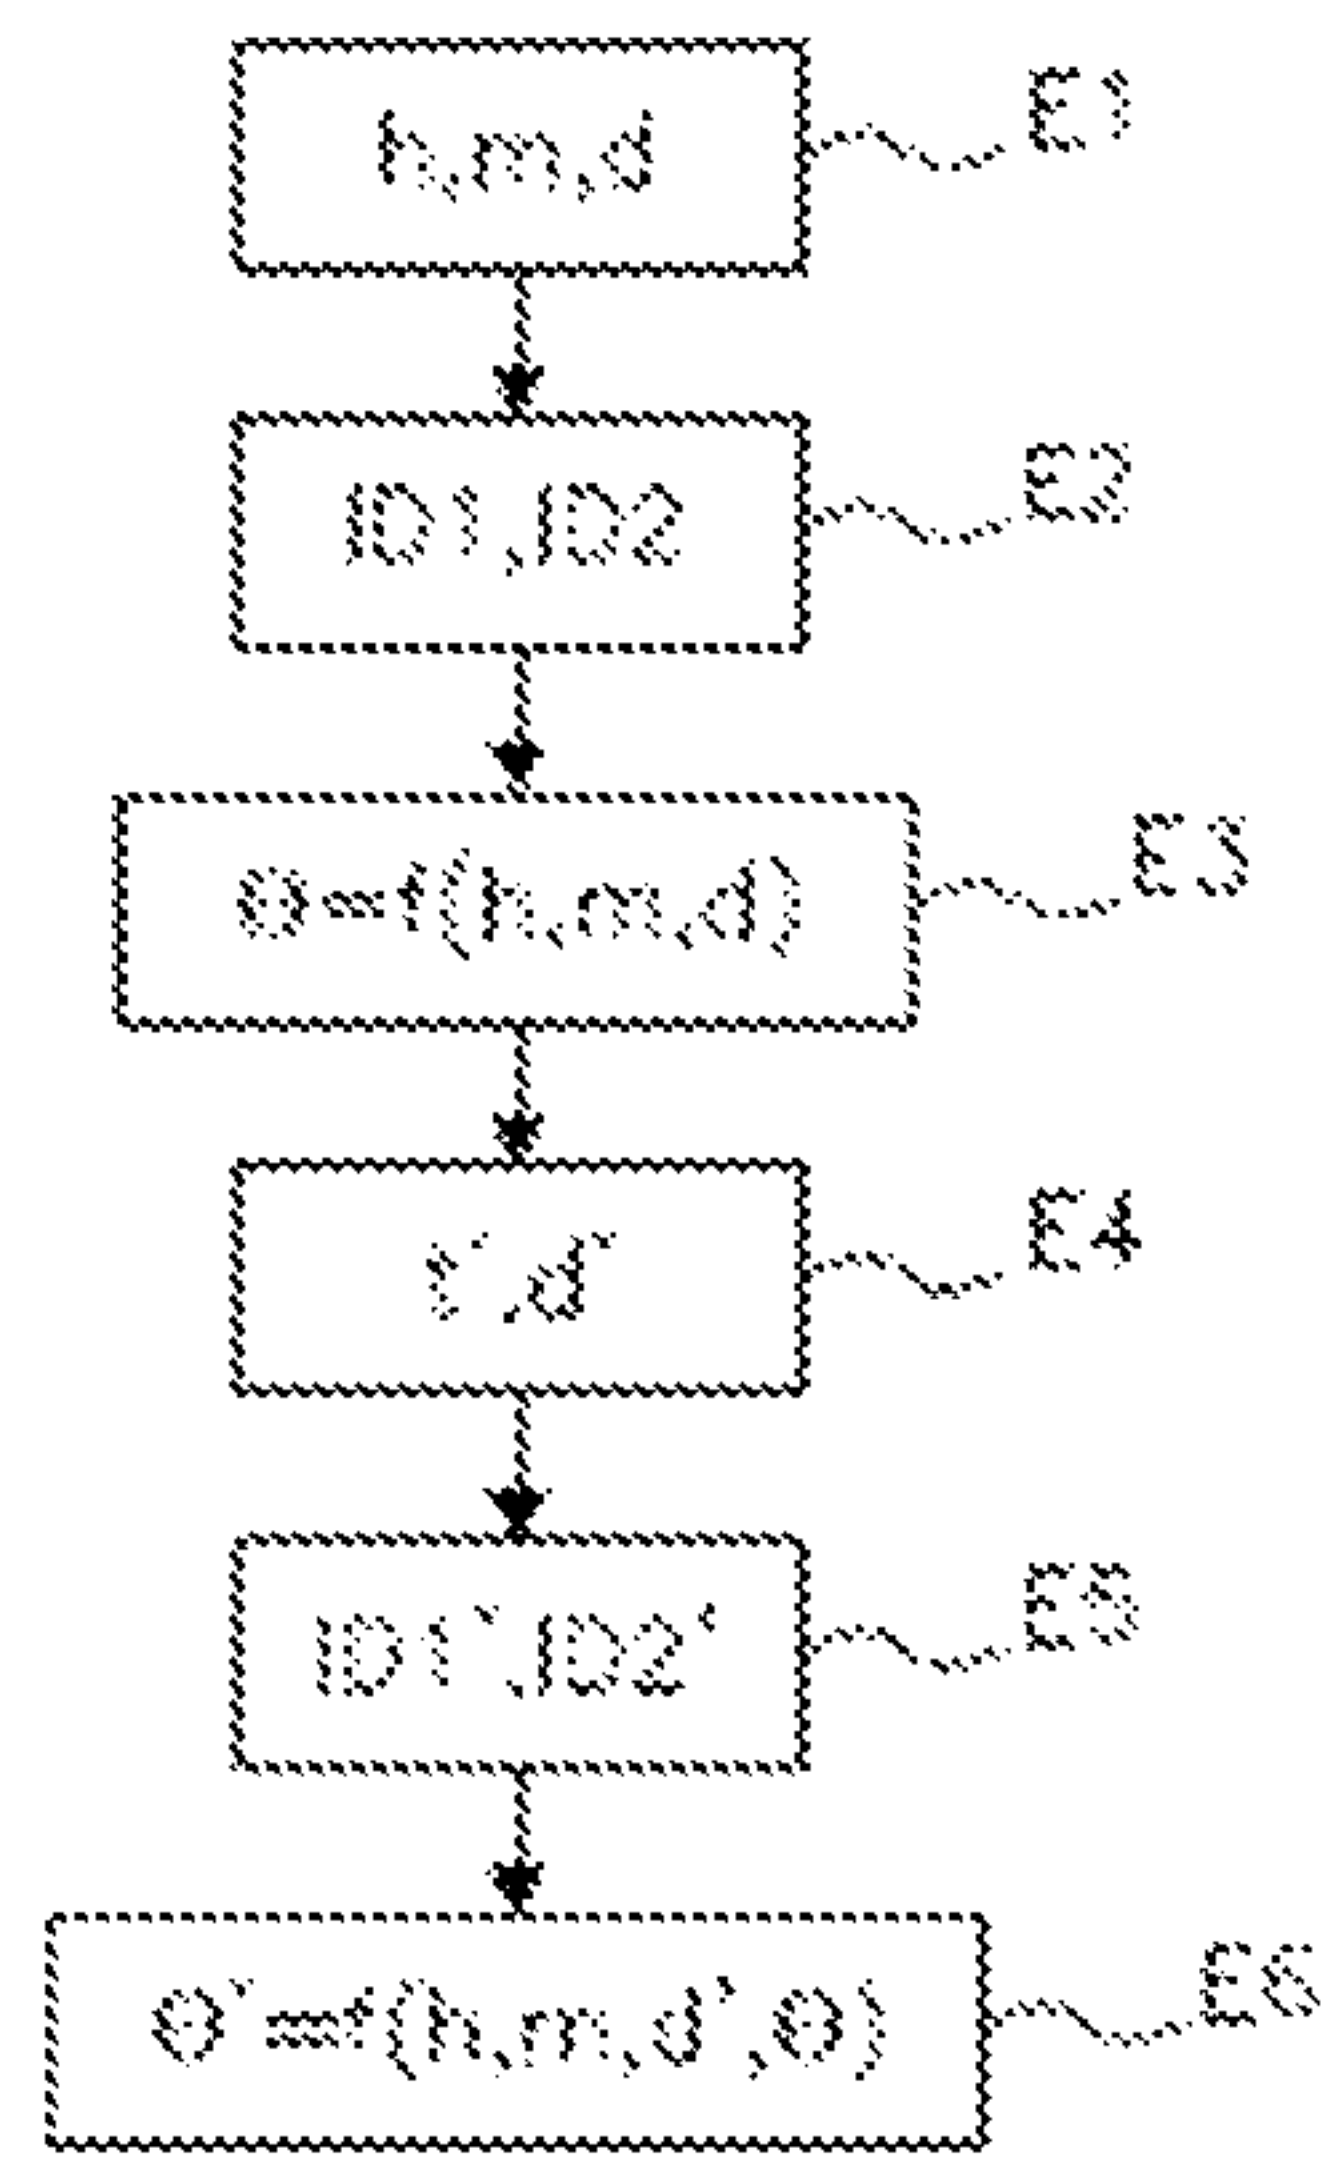 h,m,d
E1
ID1,ID2
E2
Θ=f(h,m,d)
E3
t',d'
E4
ID1',ID2'
E5
Θ'=f(h,m,d',Θ)
E6